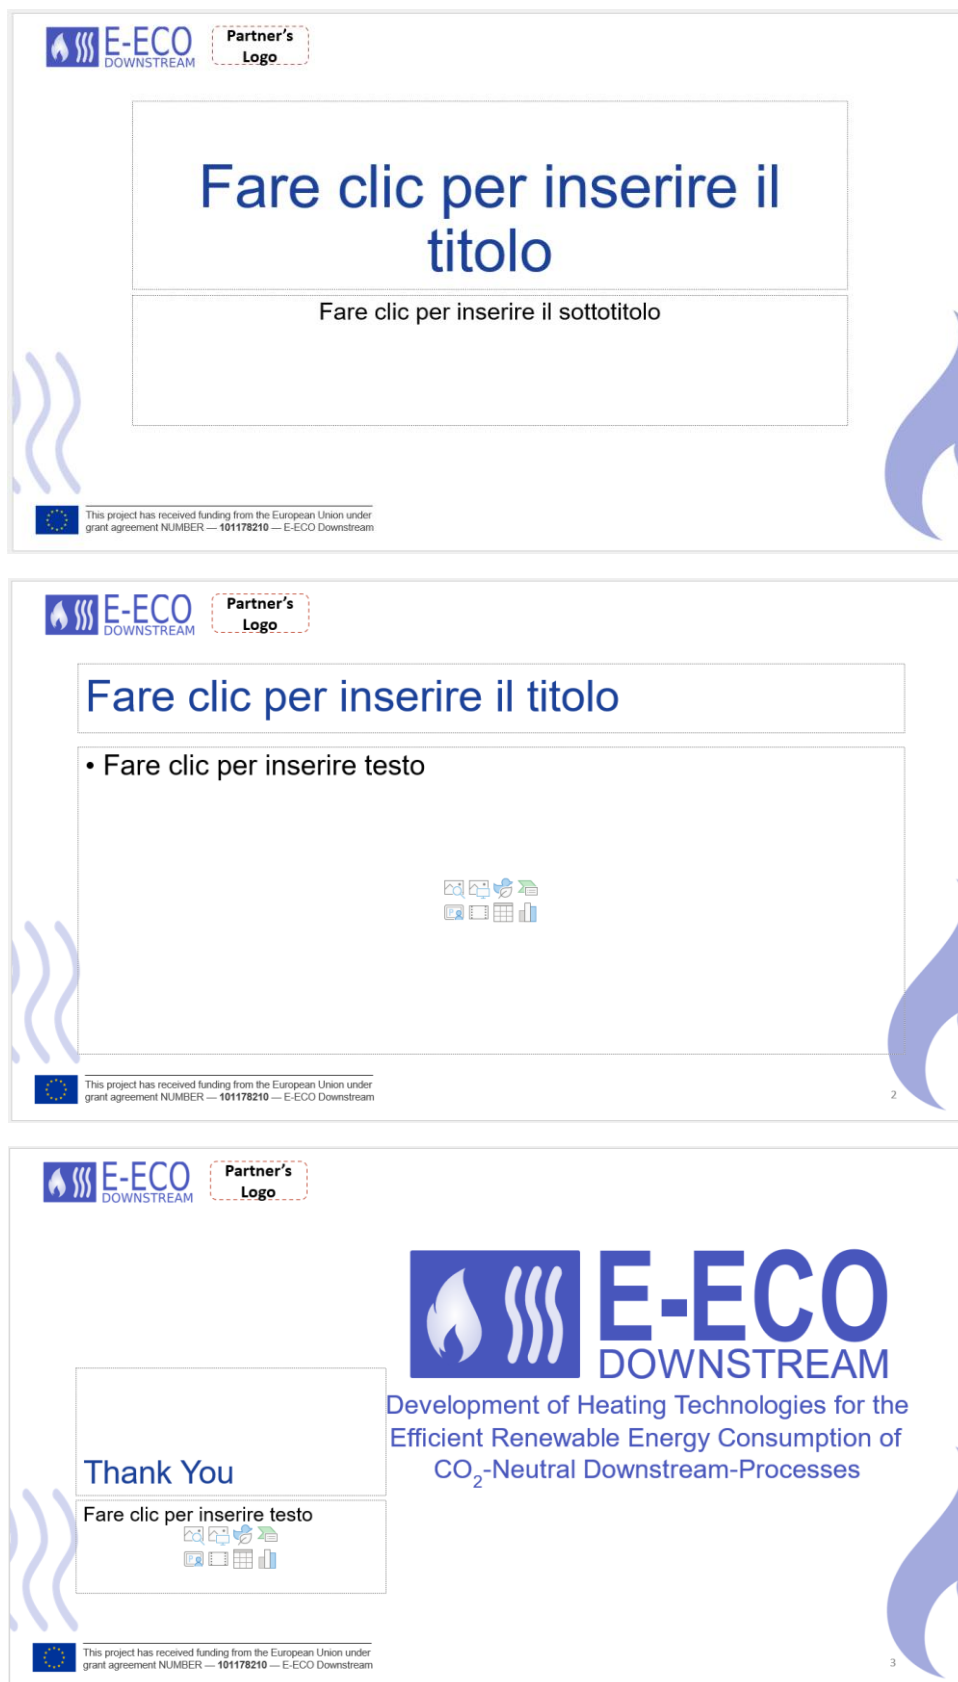 E-ECO
DOWNSTREAM
Partner's
Logo
Fare clic per inserire il
titolo
Fare clic per inserire il sottotitolo
This project has received funding from the European Union under
grant agreement NUMBER — 101178210 — E-ECO Downstream
E-ECO
DOWNSTREAM
Partner's
Logo
Fare clic per inserire il titolo
• Fare clic per inserire testo
This project has received funding from the European Union under
grant agreement NUMBER — 101178210 — E-ECO Downstream
2
E-ECO
DOWNSTREAM
Partner's
Logo
E-ECO
DOWNSTREAM
Development of Heating Technologies for the
Efficient Renewable Energy Consumption of
CO₂-Neutral Downstream-Processes
Thank You
Fare clic per inserire testo
This project has received funding from the European Union under
grant agreement NUMBER — 101178210 — E-ECO Downstream
3